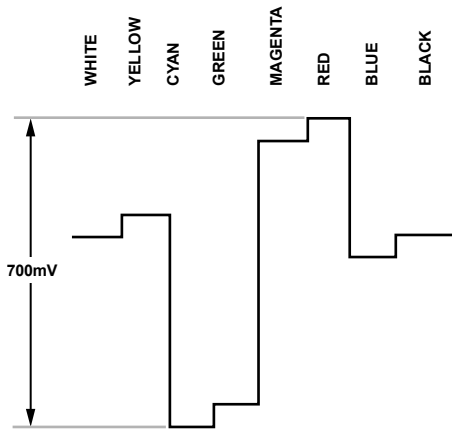 WHITE
YELLOW
CYAN
GREEN
MAGENTA
RED
BLUE
BLACK
700mV